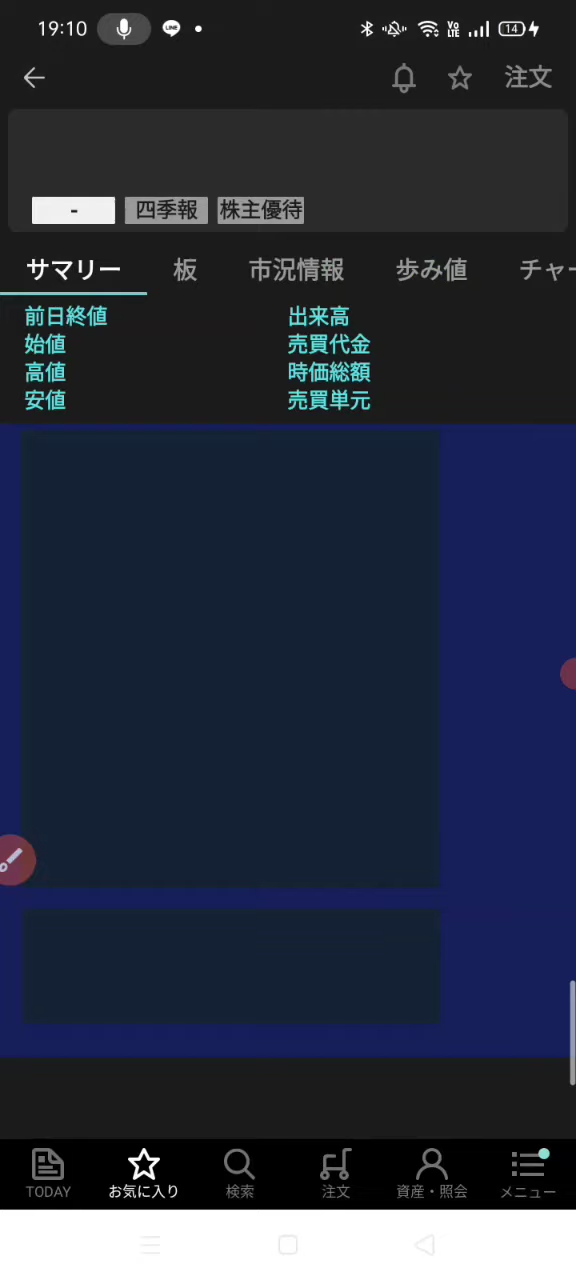 19:10 LINE VoLTE 14
注文
- 四季報 株主優待
サマリー 板 市況情報 歩み値 チャー
前日終値 出来高
始値 売買代金
高値 時価総額
安値 売買単元
TODAY お気に入り 検索 注文 資産・照会 メニュー